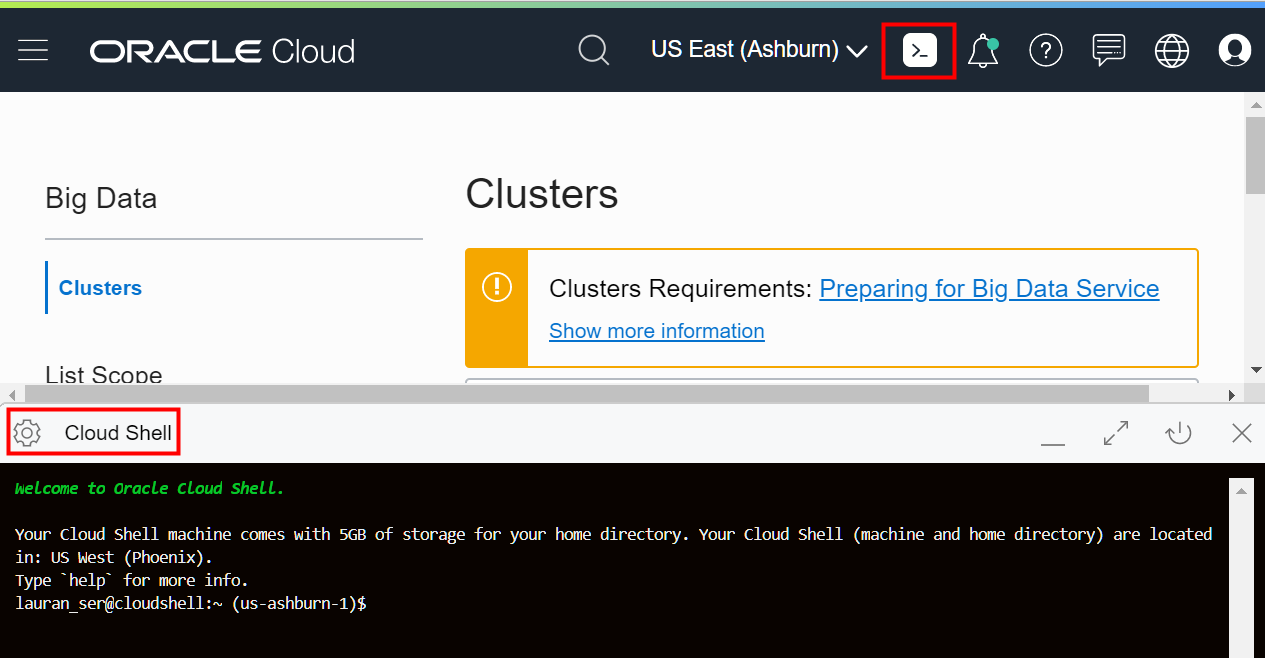 ORACLE Cloud
US East (Ashburn)
Big Data
Clusters
List Scope
Clusters
Clusters Requirements: Preparing for Big Data Service
Show more information
Cloud Shell
Welcome to Oracle Cloud Shell.
Your Cloud Shell machine comes with 5GB of storage for your home directory. Your Cloud Shell (machine and home directory) are located
in: US West (Phoenix).
Type `help` for more info.
lauran_ser@cloudshell:~ (us-ashburn-1)$